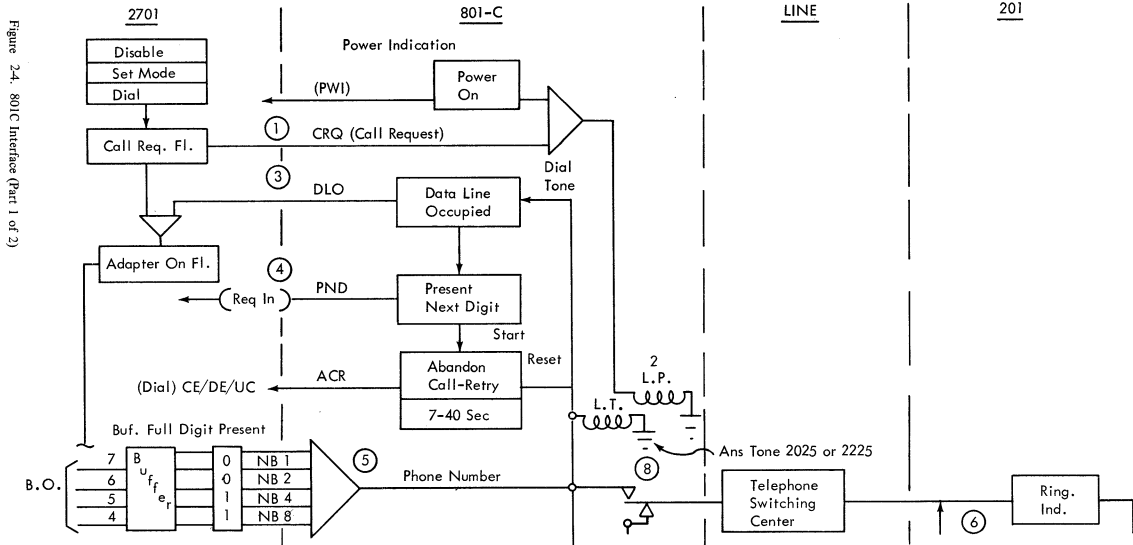 2701
801-C
LINE
201
Figure 2-4. 801C Interface (Part 1 of 2)
Disable
Set Mode
Dial
Power Indication
(PWI)
Power
On
1
CRQ (Call Request)
Call Req. Fl.
3
DLO
Dial
Tone
Data Line
Occupied
Adapter On Fl.
4
Req In
PND
Present
Next Digit
Start
Reset
(Dial) CE/DE/UC
ACR
Abandon
Call-Retry
7-40 Sec
2
L.P.
L.T.
Ans Tone 2025 or 2225
8
Buf. Full Digit Present
B.O.
7
6
5
4
Buffer
0
0
1
1
NB 1
NB 2
NB 4
NB 8
5
Phone Number
Telephone
Switching
Center
6
Ring.
Ind.